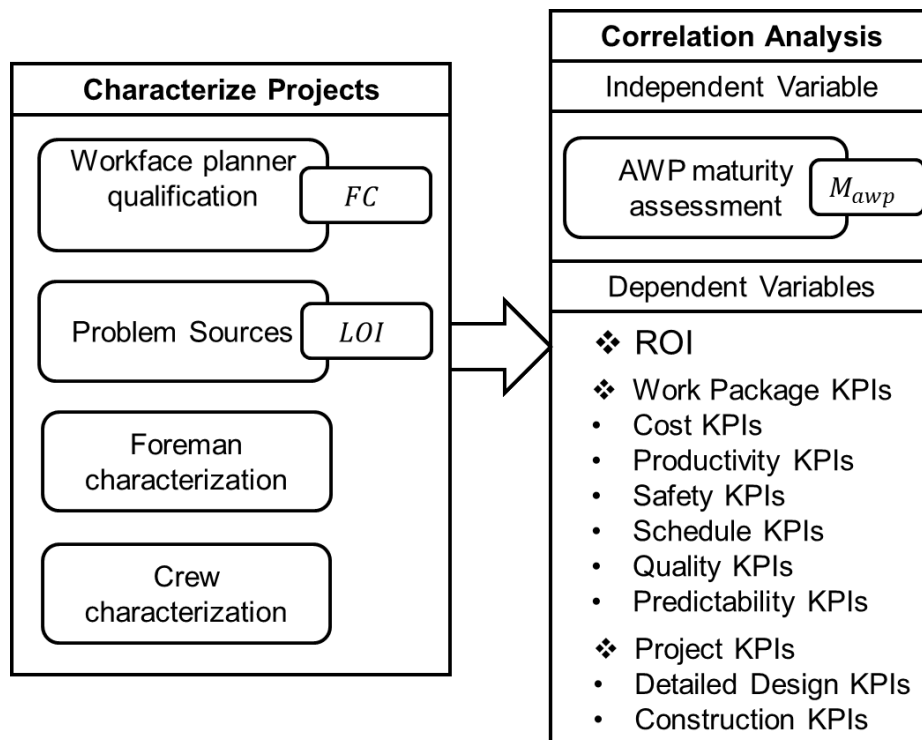 Characterize Projects
Workface planner
qualification
FC
Problem Sources
LOI
Foreman
characterization
Crew
characterization
Correlation Analysis
Independent Variable
AWP maturity
assessment
M_awp
Dependent Variables
❖ ROI
❖ Work Package KPIs
• Cost KPIs
• Productivity KPIs
• Safety KPIs
• Schedule KPIs
• Quality KPIs
• Predictability KPIs
❖ Project KPIs
• Detailed Design KPIs
• Construction KPIs